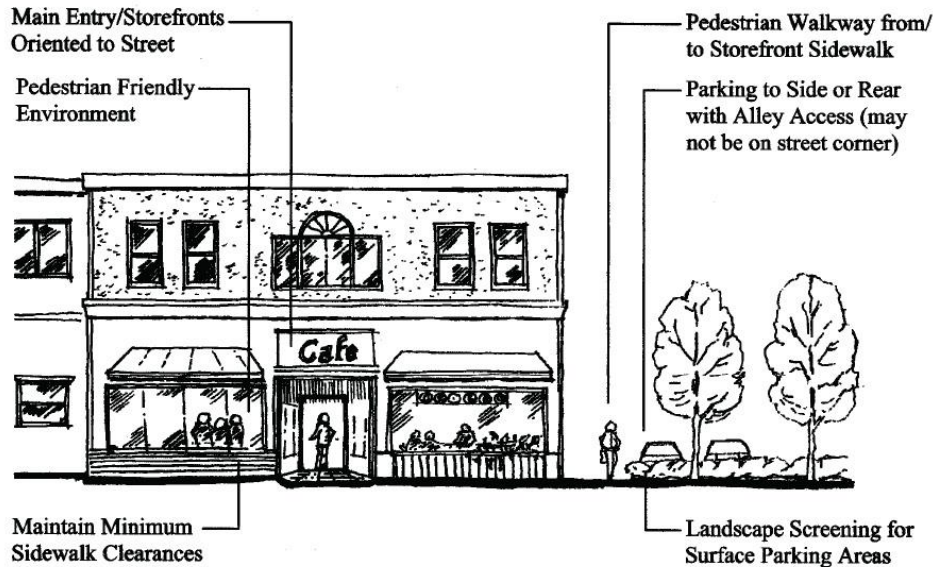 Main Entry/Storefronts
Oriented to Street
Pedestrian Friendly
Environment
Pedestrian Walkway from/
to Storefront Sidewalk
Parking to Side or Rear
with Alley Access (may
not be on street corner)
Cafe
Maintain Minimum
Sidewalk Clearances
Landscape Screening for
Surface Parking Areas